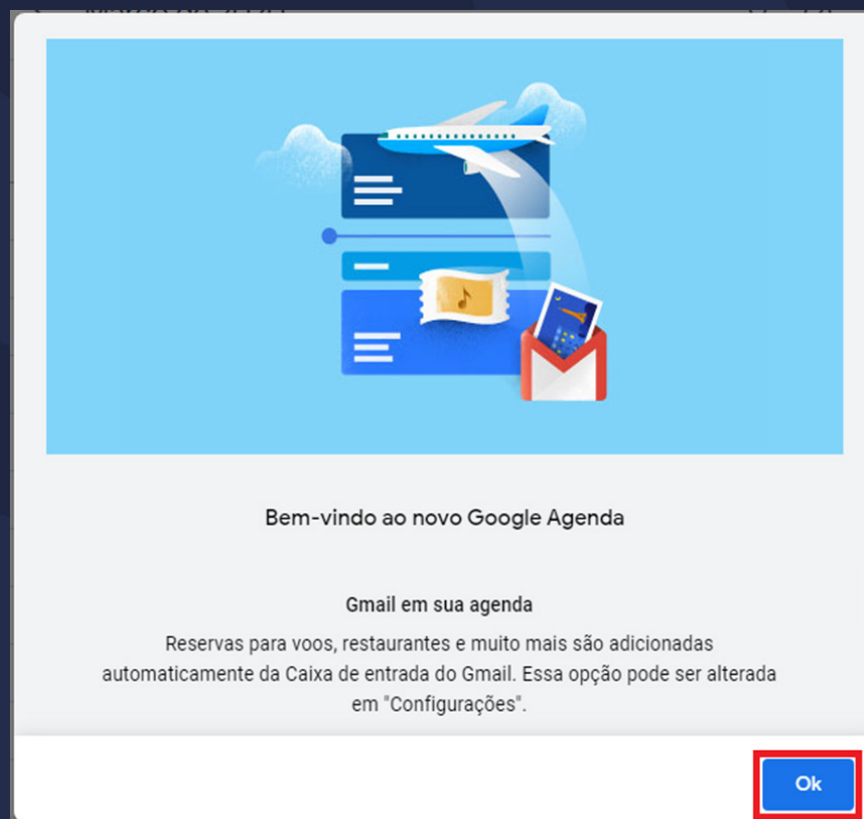 Bem-vindo ao novo Google Agenda
Gmail em sua agenda
Reservas para voos, restaurantes e muito mais são adicionadas
automaticamente da Caixa de entrada do Gmail. Essa opção pode ser alterada
em "Configurações".
Ok